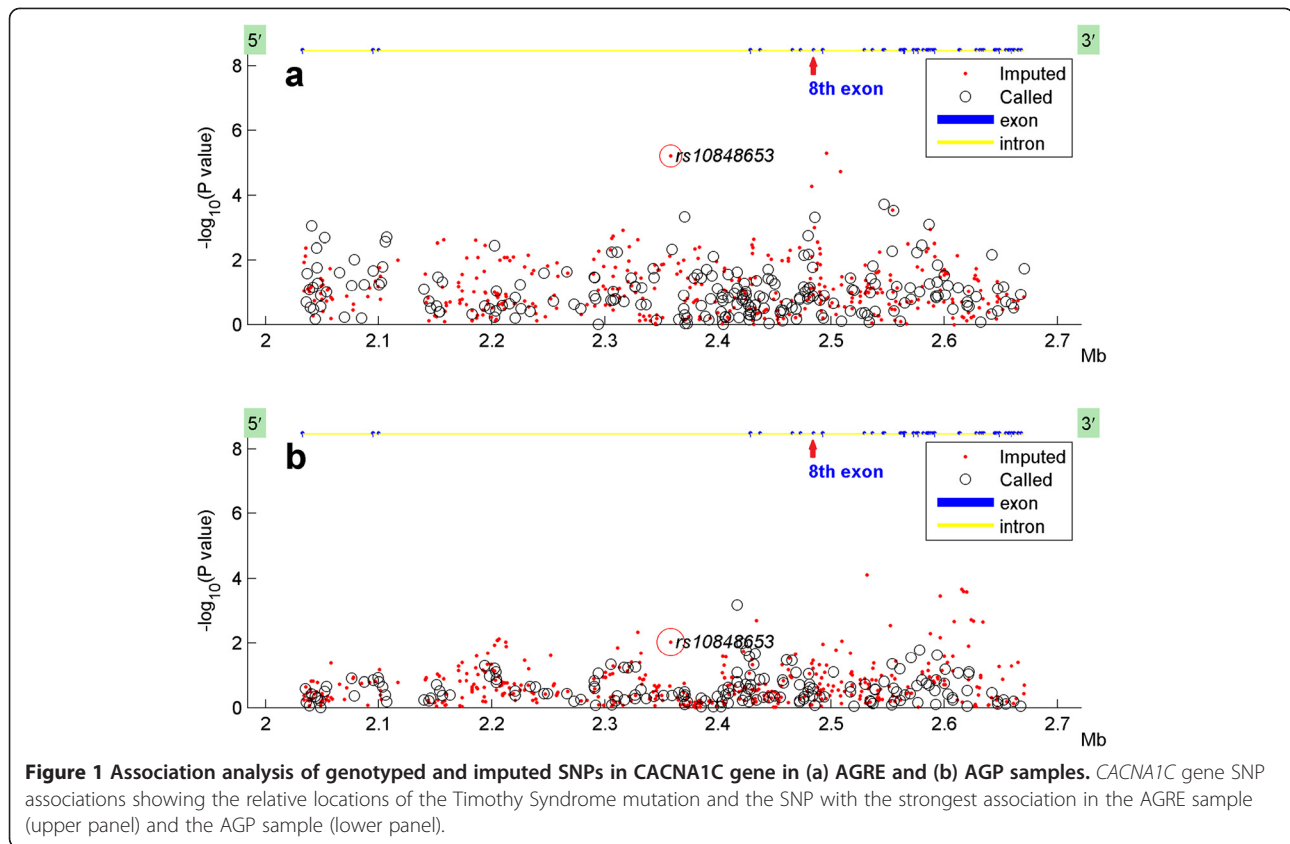 5′
3′
8
a
8th exon
Imputed
Called
exon
intron
6
rs10848653
4
2
0
-log10(P value)
2
2.1
2.2
2.3
2.4
2.5
2.6
2.7
Mb
5′
3′
8
b
8th exon
Imputed
Called
exon
intron
6
4
2
rs10848653
0
-log10(P value)
2
2.1
2.2
2.3
2.4
2.5
2.6
2.7
Mb
Figure 1 Association analysis of genotyped and imputed SNPs in CACNA1C gene in (a) AGRE and (b) AGP samples. CACNA1C gene SNP
associations showing the relative locations of the Timothy Syndrome mutation and the SNP with the strongest association in the AGRE sample
(upper panel) and the AGP sample (lower panel).